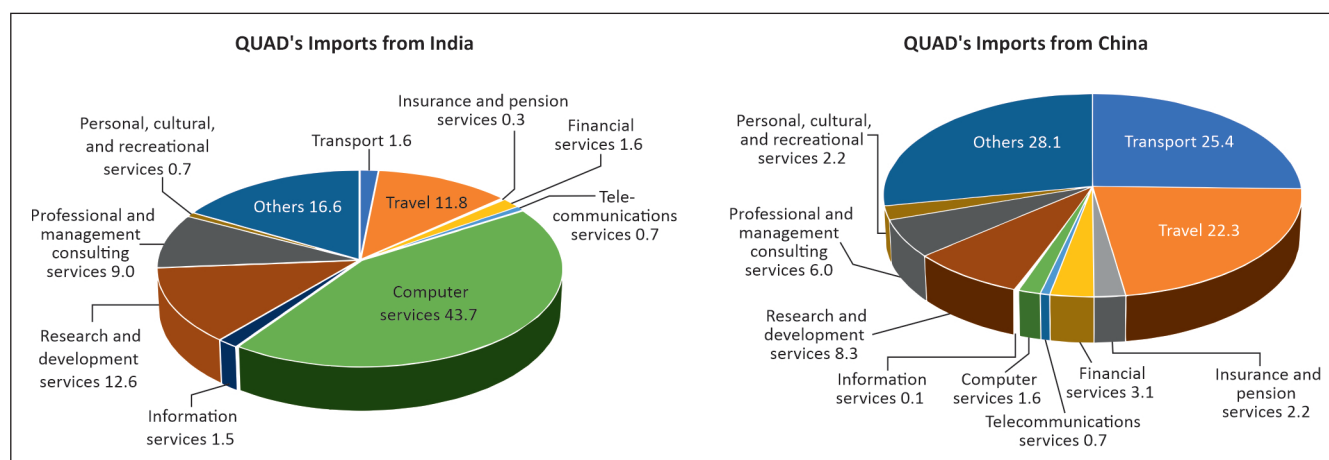 QUAD's Imports from India
Insurance and pension
services 0.3
Financial
services 1.6
Personal, cultural,
and recreational
services 0.7
Transport 1.6
Others 16.6
Travel 11.8
Tele-
communications
services 0.7
Professional and
management
consulting
services 9.0
Computer
services 43.7
Research and
development
services 12.6
Information
services 1.5
QUAD's Imports from China
Personal, cultural,
and recreational
services 2.2
Others 28.1
Transport 25.4
Professional and
management
consulting
services 6.0
Travel 22.3
Research and
development
services 8.3
Information
services 0.1
Computer
services 1.6
Telecommunications
services 0.7
Financial
services 3.1
Insurance and
pension
services 2.2